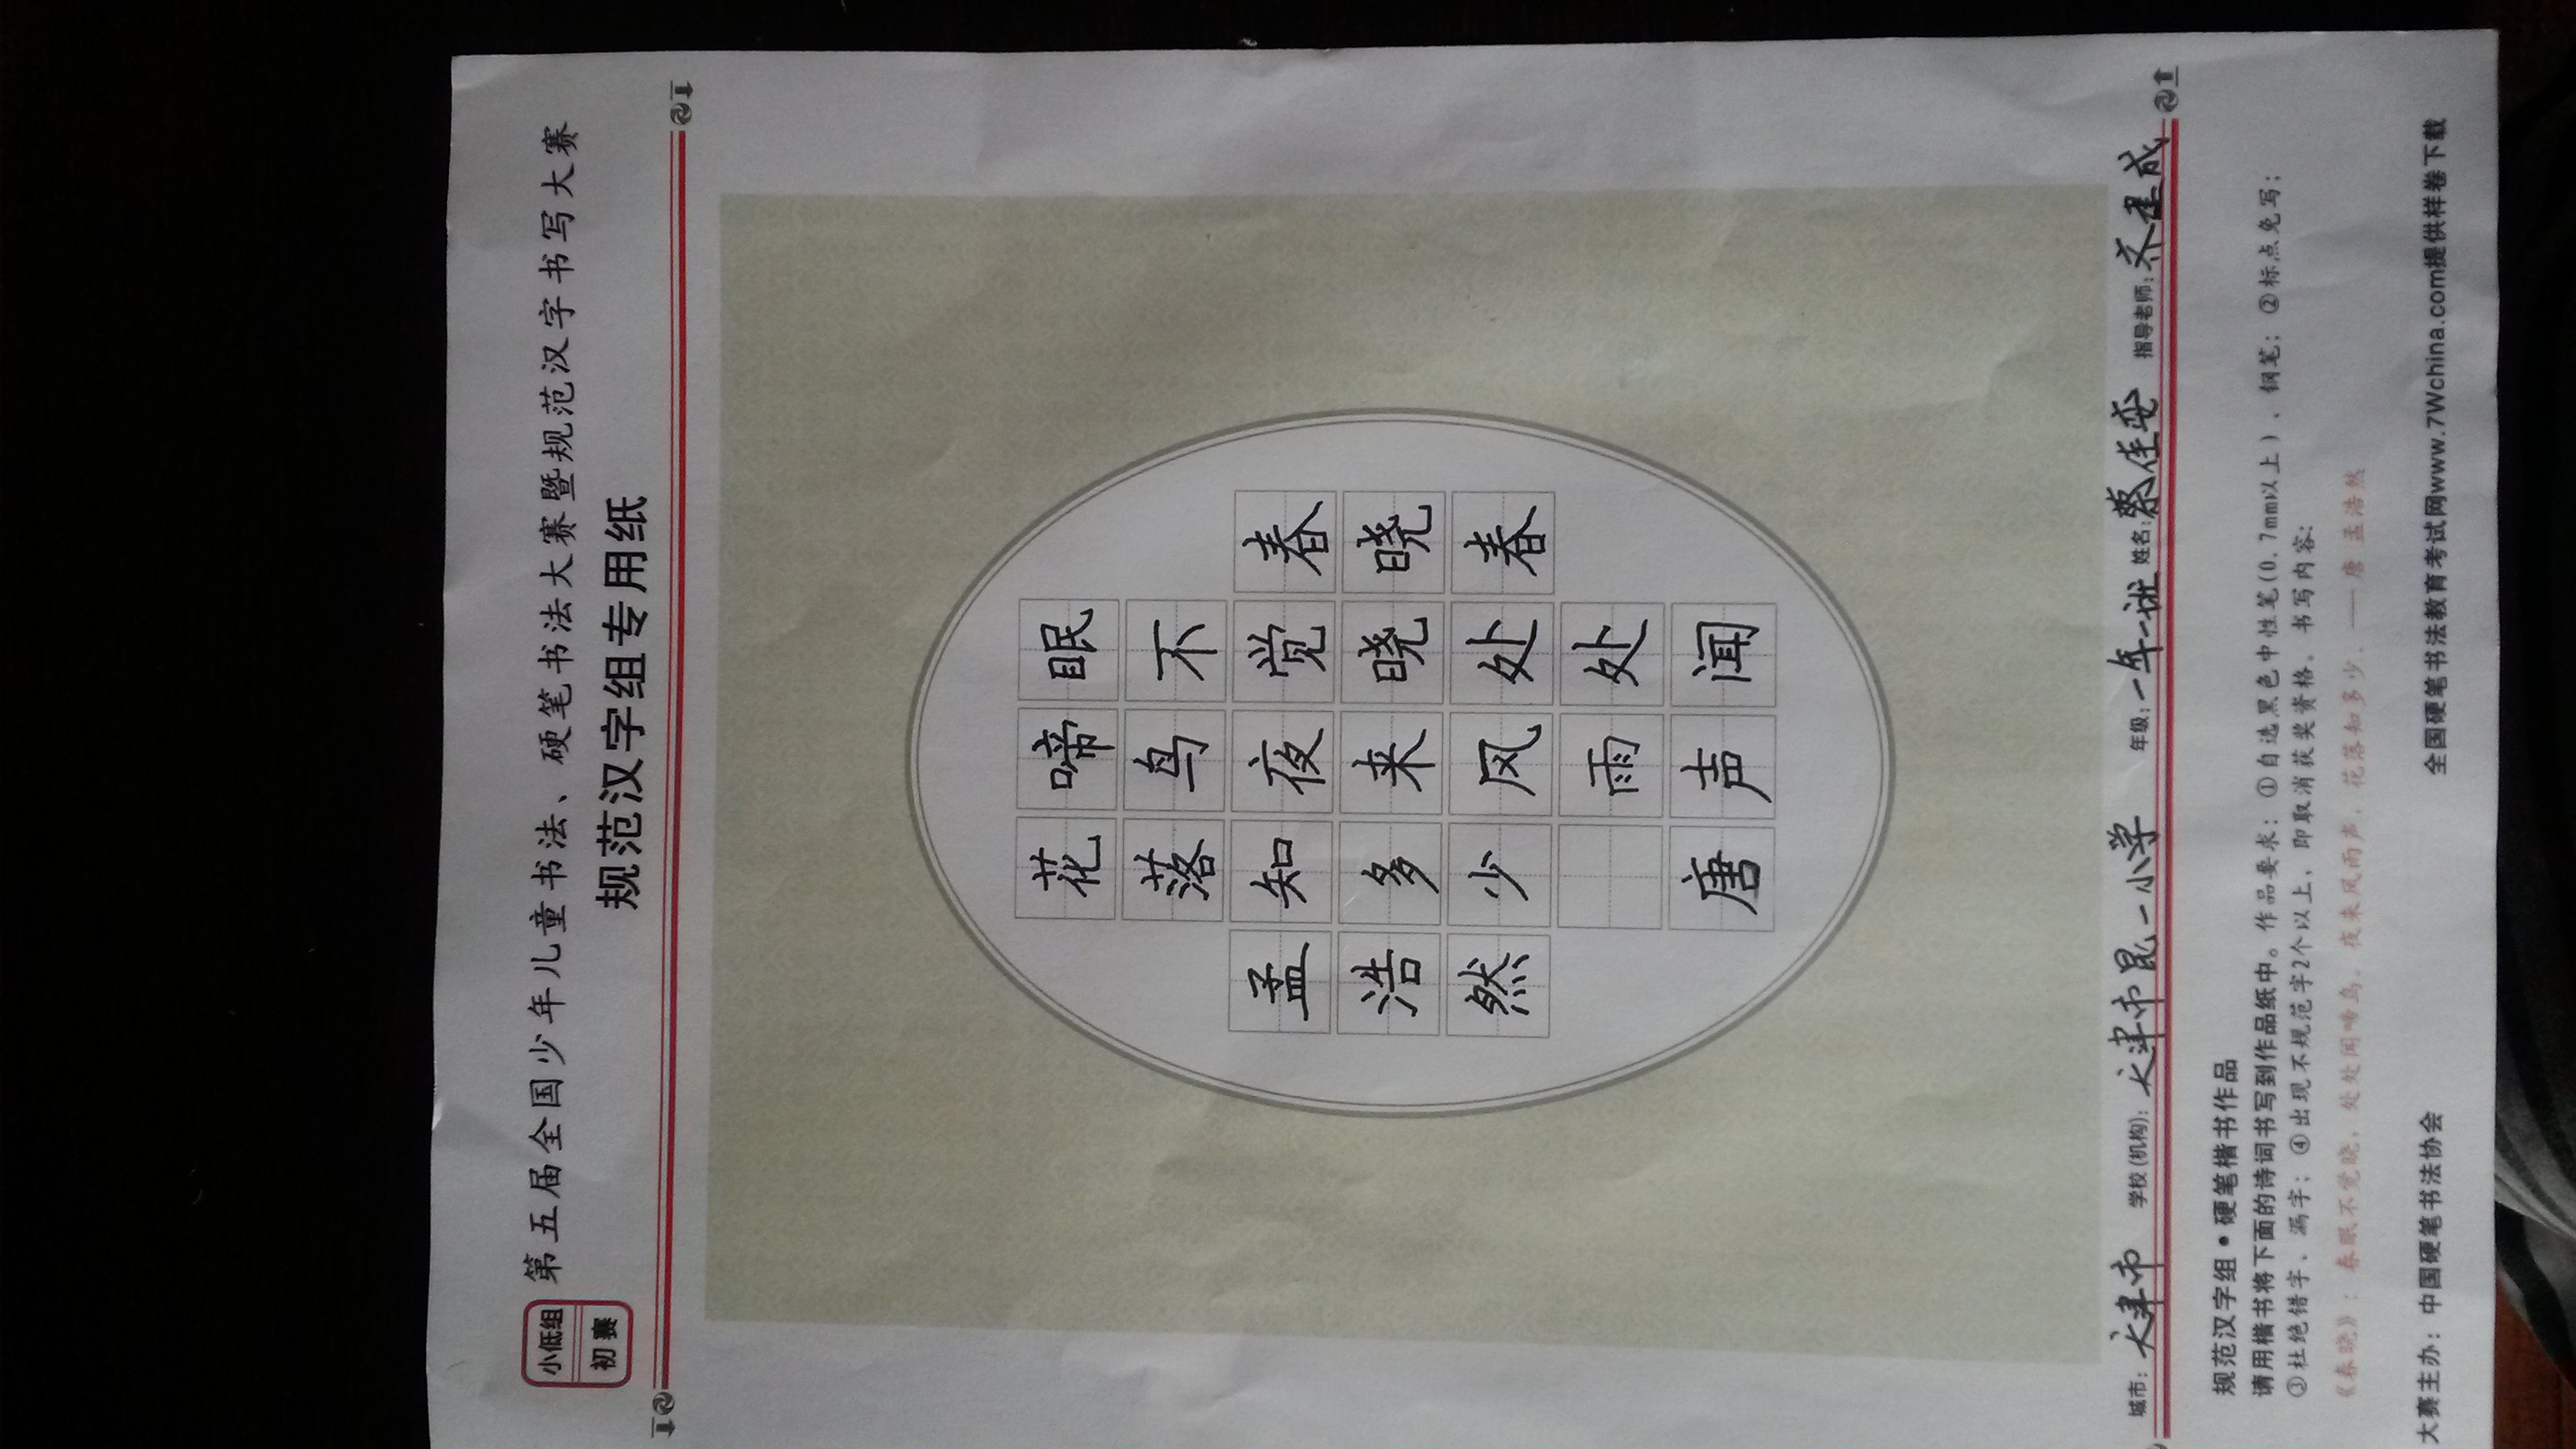 小低组
初赛
第五届全国少年儿童书法、硬笔书法大赛暨规范汉字书写大赛
规范汉字组专用纸
春晓春
眠不觉晓处处闻
啼鸟夜来风雨声
花落知多少唐
孟浩然
城市: 天津市 学校(机构): 天津市昆一小学 年级: 一年一班 姓名: 指导老师: 齐建成
规范汉字组•硬笔楷书作品
请用楷书将下面的诗词书写到作品纸中。作品要求：①自选黑色中性笔(0.7mm以上)、钢笔；②标点免写；
③杜绝错字、漏字；④出现不规范字2个以上，即取消获奖资格。书写内容:
《春晓》：春眠不觉晓，处处闻啼鸟。夜来风雨声，花落知多少。——唐 孟浩然
大赛主办：中国硬笔书法协会 全国硬笔书法教育考试网www.7Wchina.com提供样卷下载